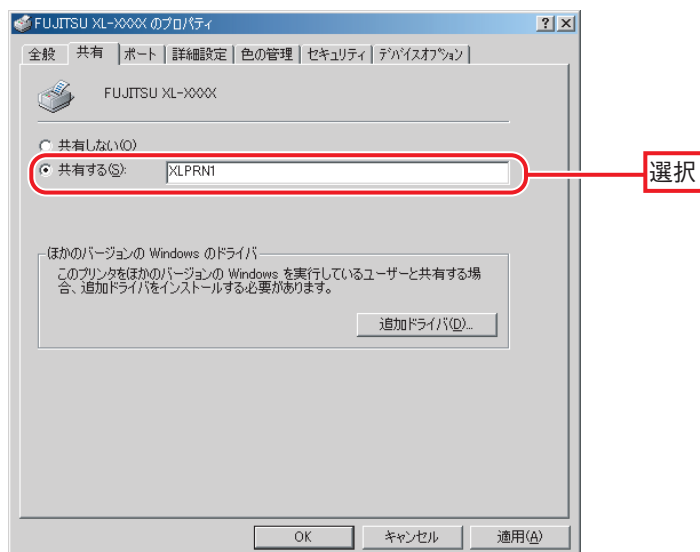 FUJITSU XL-XXXX のプロパティ
全般 共有 ポート 詳細設定 色の管理 セキュリティ デバイスオプション
FUJITSU XL-XXXX
共有しない(O)
共有する(S): XLPRN1
選択
ほかのバージョンの Windows のドライバ
このプリンタをほかのバージョンの Windows を実行しているユーザーと共有する場
合、追加ドライバをインストールする必要があります。
追加ドライバ(D)...
OK キャンセル 適用(A)